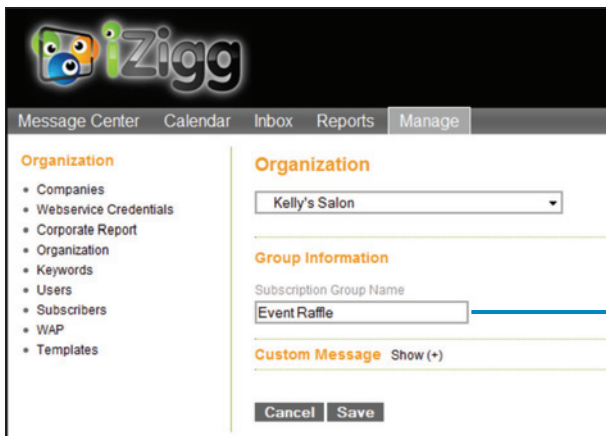 iZigg
Message Center Calendar Inbox Reports Manage
Organization
• Companies
• Webservice Credentials
• Corporate Report
• Organization
• Keywords
• Users
• Subscribers
• WAP
• Templates
Organization
Kelly's Salon
Group Information
Subscription Group Name
Event Raffle
Custom Message Show (+)
Cancel Save